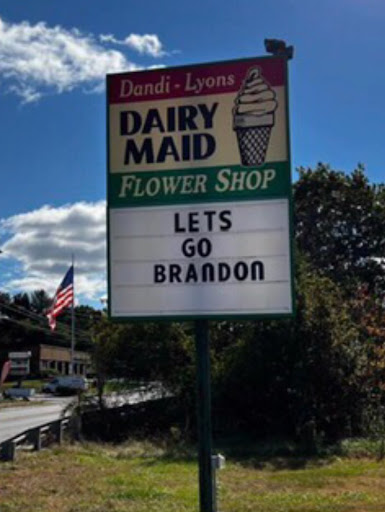 Dandi-Lyons
DAIRY
MAID
FLOWER SHOP
LETS
GO
BRANDON